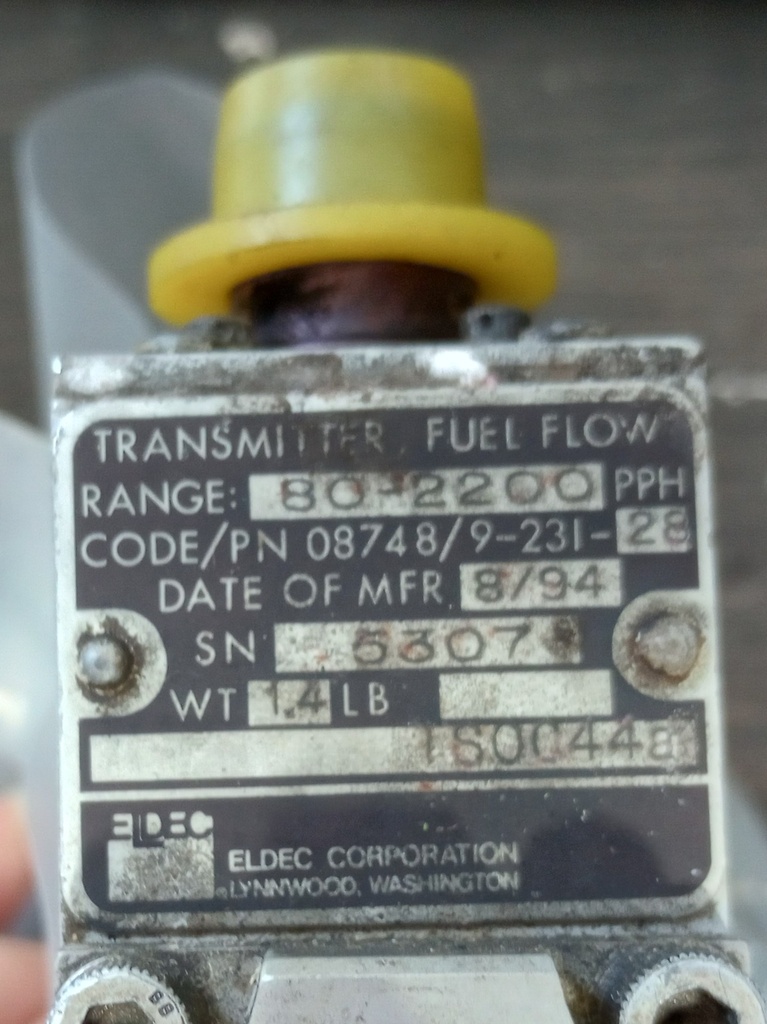 TRANSMITTER, FUEL FLOW
RANGE: 80-2200 PPH
CODE/PN 08748/9-231-28
DATE OF MFR. 8/94
SN 5307
WT 1.4 LB
TSOC44a
ELDEC
ELDEC CORPORATION
LYNNWOOD, WASHINGTON